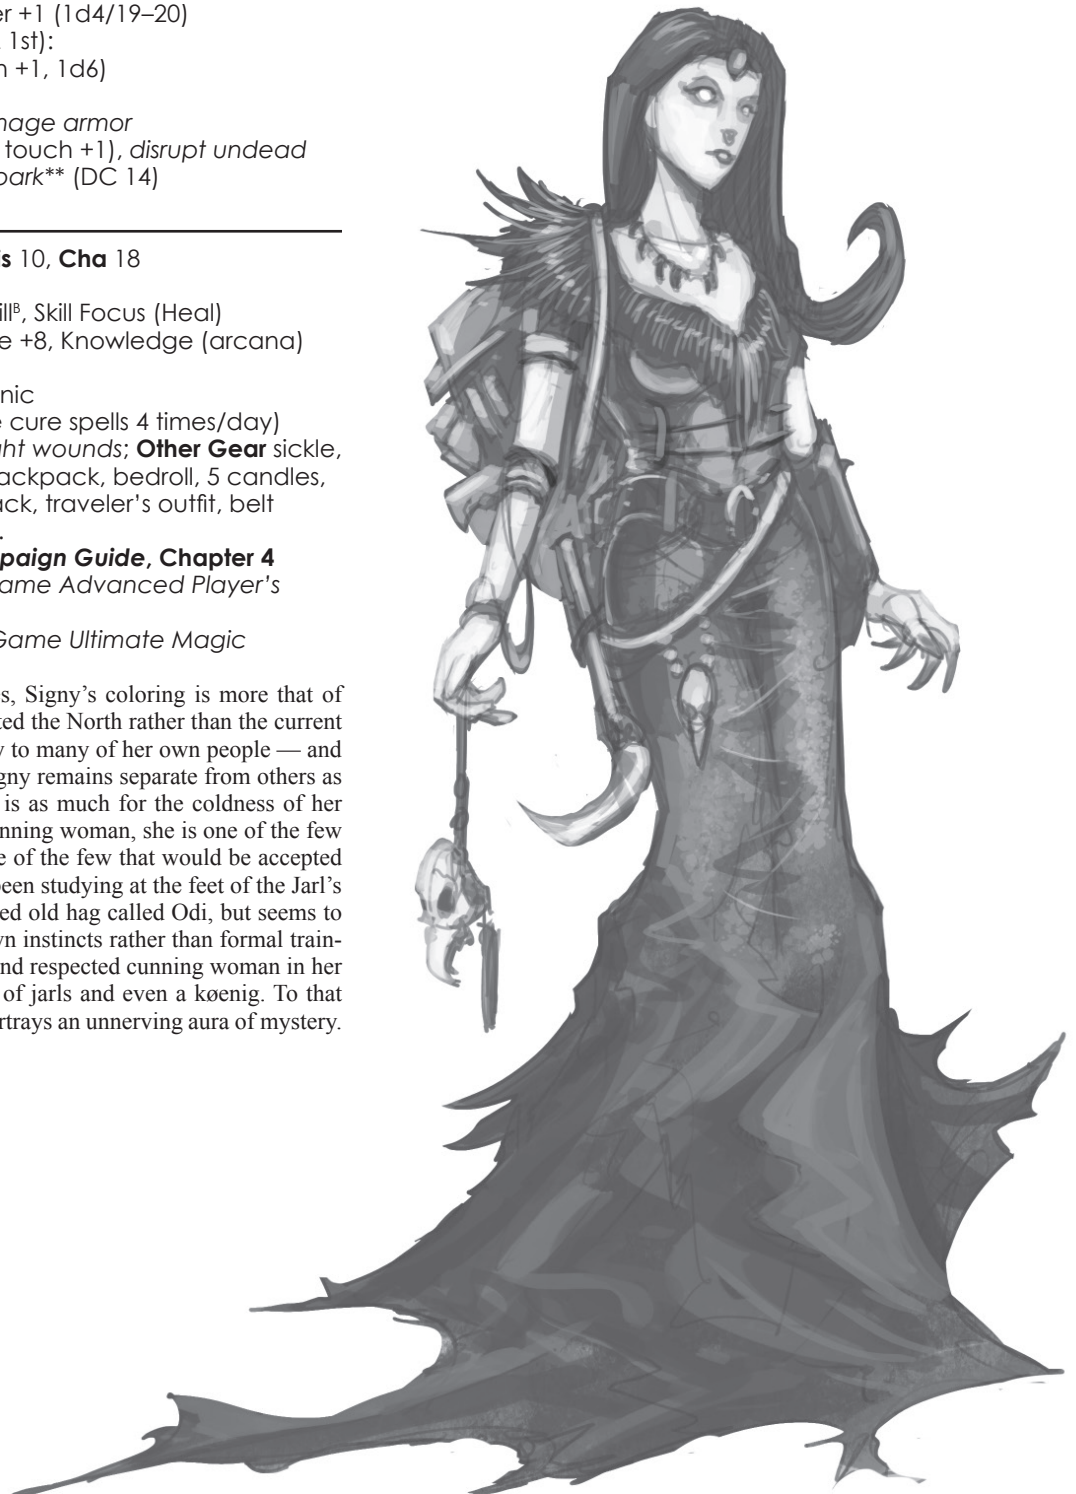 er +1 (1d4/19–20)
1st):
h +1, 1d6)
mage armor
touch +1), disrupt undead
park** (DC 14)
is 10, Cha 18
illᴮ, Skill Focus (Heal)
e +8, Knowledge (arcana)
nic
e cure spells 4 times/day)
ght wounds; Other Gear sickle,
ackpack, bedroll, 5 candles,
ack, traveler’s outfit, belt
.
paign Guide, Chapter 4
ame Advanced Player’s
Game Ultimate Magic
es, Signy’s coloring is more that of
ted the North rather than the current
y to many of her own people — and
igny remains separate from others as
is as much for the coldness of her
nning woman, she is one of the few
e of the few that would be accepted
been studying at the feet of the Jarl’s
ed old hag called Odi, but seems to
wn instincts rather than formal train-
and respected cunning woman in her
of jarls and even a køenig. To that
rtrays an unnerving aura of mystery.